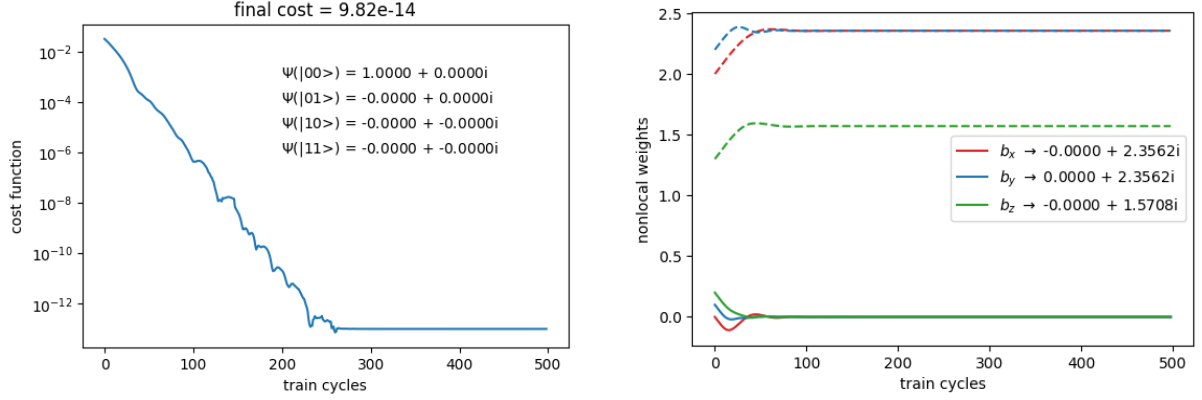 final cost = 9.82e-14
cost function
10⁻²
10⁻⁴
10⁻⁶
10⁻⁸
10⁻¹⁰
10⁻¹²
Ψ(|00>) = 1.0000 + 0.0000i
Ψ(|01>) = -0.0000 + 0.0000i
Ψ(|10>) = -0.0000 + -0.0000i
Ψ(|11>) = -0.0000 + -0.0000i
0 100 200 300 400 500
train cycles
nonlocal weights
2.5
2.0
1.5
1.0
0.5
0.0
bₓ → -0.0000 + 2.3562i
b_y → 0.0000 + 2.3562i
b_z → -0.0000 + 1.5708i
0 100 200 300 400 500
train cycles